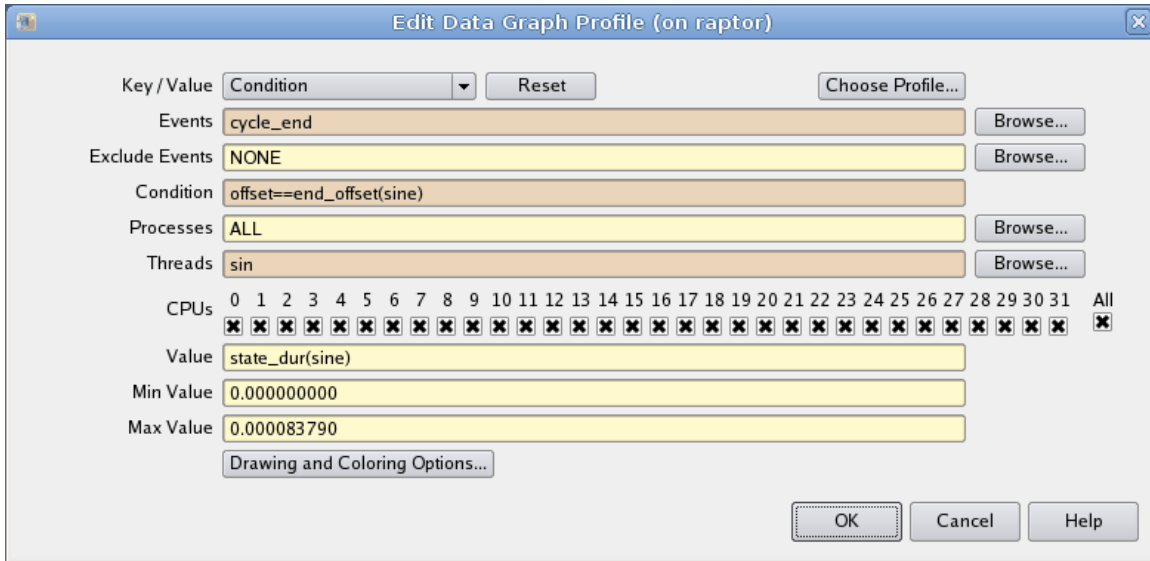 Edit Data Graph Profile (on raptor)
Key / Value Condition Reset Choose Profile...
Events cycle_end Browse...
Exclude Events NONE Browse...
Condition offset==end_offset(sine)
Processes ALL Browse...
Threads sin Browse...
CPUs 0 1 2 3 4 5 6 7 8 9 10 11 12 13 14 15 16 17 18 19 20 21 22 23 24 25 26 27 28 29 30 31 All
Value state_dur(sine)
Min Value 0.000000000
Max Value 0.000083790
Drawing and Coloring Options...
OK Cancel Help